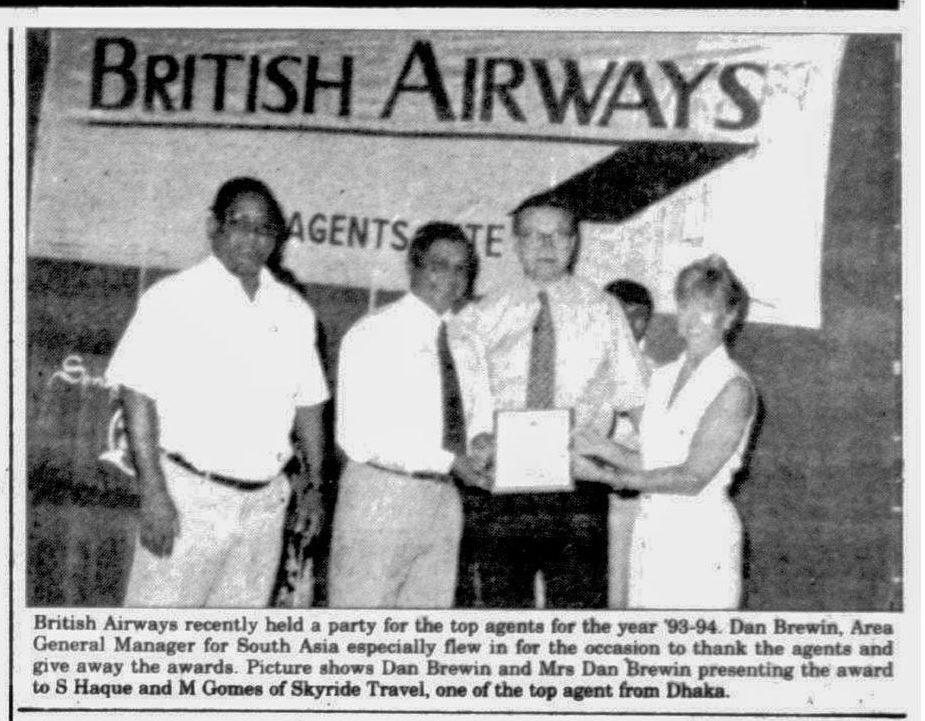 BRITISH AIRWAYS
AGENTS
British Airways recently held a party for the top agents for the year '93-94. Dan Brewin, Area
General Manager for South Asia especially flew in for the occasion to thank the agents and
give away the awards. Picture shows Dan Brewin and Mrs Dan Brewin presenting the award
to S Haque and M Gomes of Skyride Travel, one of the top agent from Dhaka.